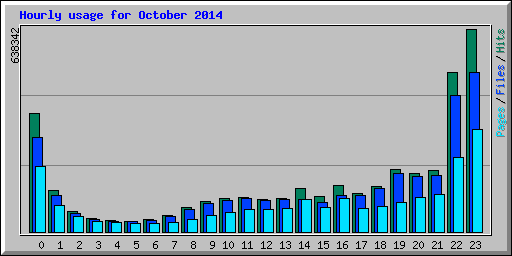 Hourly usage for October 2014
638342
Pages / Files / Hits
0 1 2 3 4 5 6 7 8 9 10 11 12 13 14 15 16 17 18 19 20 21 22 23